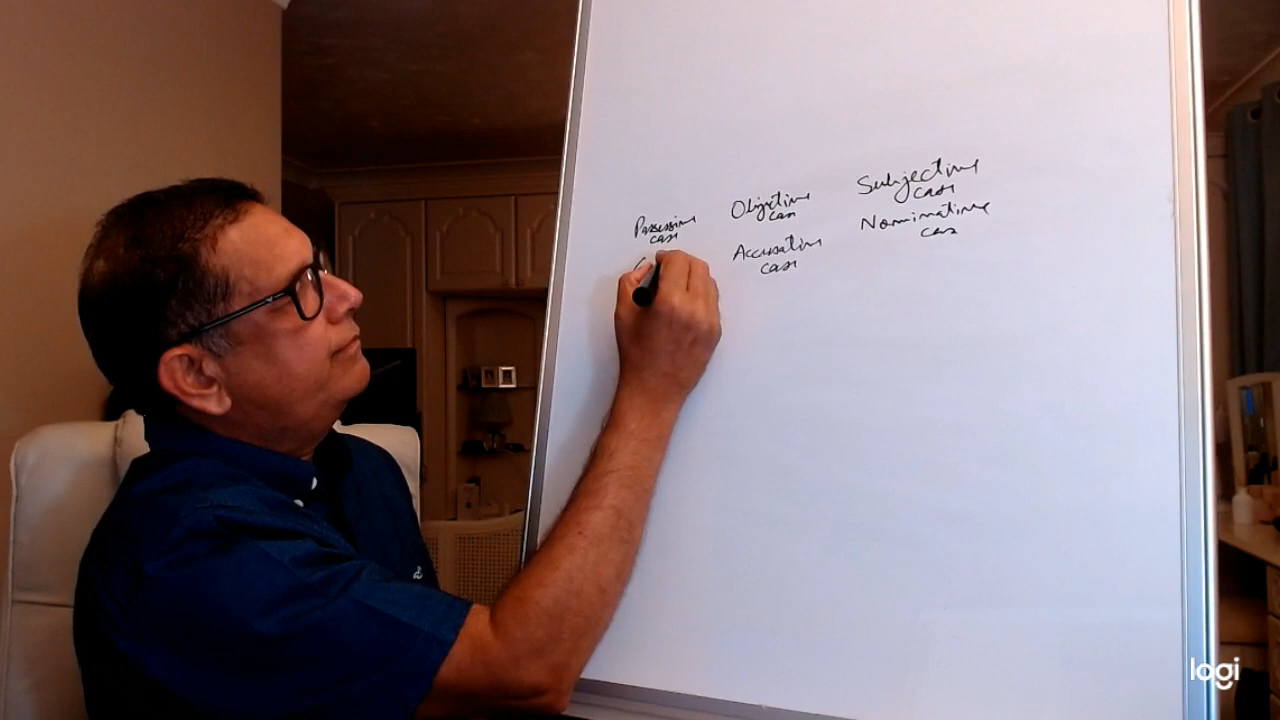 Possessive
case
Objective
case
Accusative
case
Subjective
case
Nominative
case
logi